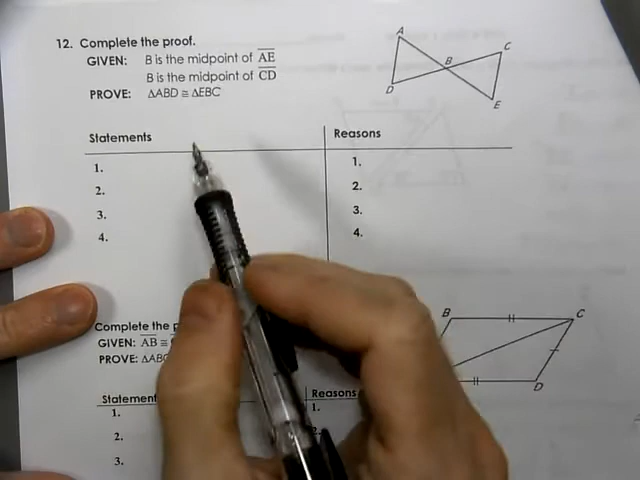 12. Complete the proof.
GIVEN: B is the midpoint of AE
B is the midpoint of CD
PROVE: ΔABD ≅ ΔEBC
A
B
C
D
E
Statements
Reasons
1.
1.
2.
2.
3.
3.
4.
4.
Complete the
GIVEN: AB ≅
PROVE: ΔABC
B
C
D
Statement
Reasons
1.
1.
2.
3.